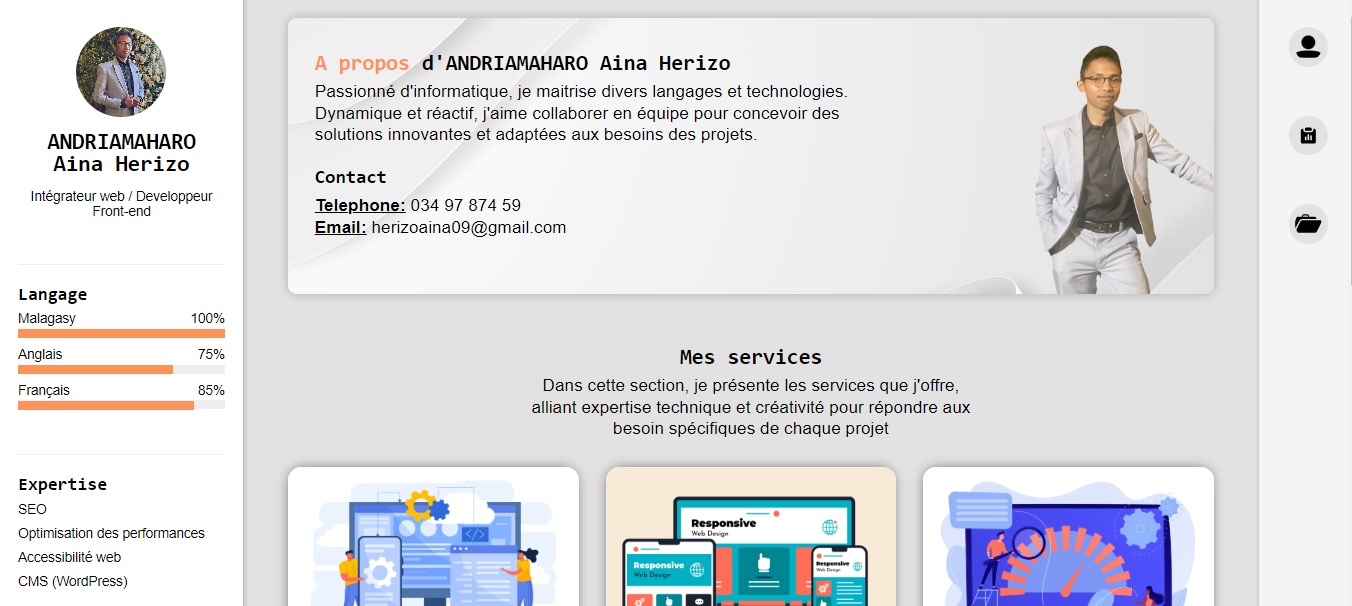 ANDRIAMAHARO
Aina Herizo
Intégrateur web / Developpeur
Front-end
Langage
Malagasy 100%
Anglais 75%
Français 85%
Expertise
SEO
Optimisation des performances
Accessibilité web
CMS (WordPress)
A propos d'ANDRIAMAHARO Aina Herizo
Passionné d'informatique, je maitrise divers langages et technologies.
Dynamique et réactif, j'aime collaborer en équipe pour concevoir des
solutions innovantes et adaptées aux besoins des projets.
Contact
Telephone: 034 97 874 59
Email: herizoaina09@gmail.com
Mes services
Dans cette section, je présente les services que j'offre,
alliant expertise technique et créativité pour répondre aux
besoin spécifiques de chaque projet
Responsive
Web Design
Responsive
Web Design
Responsive
Web Design